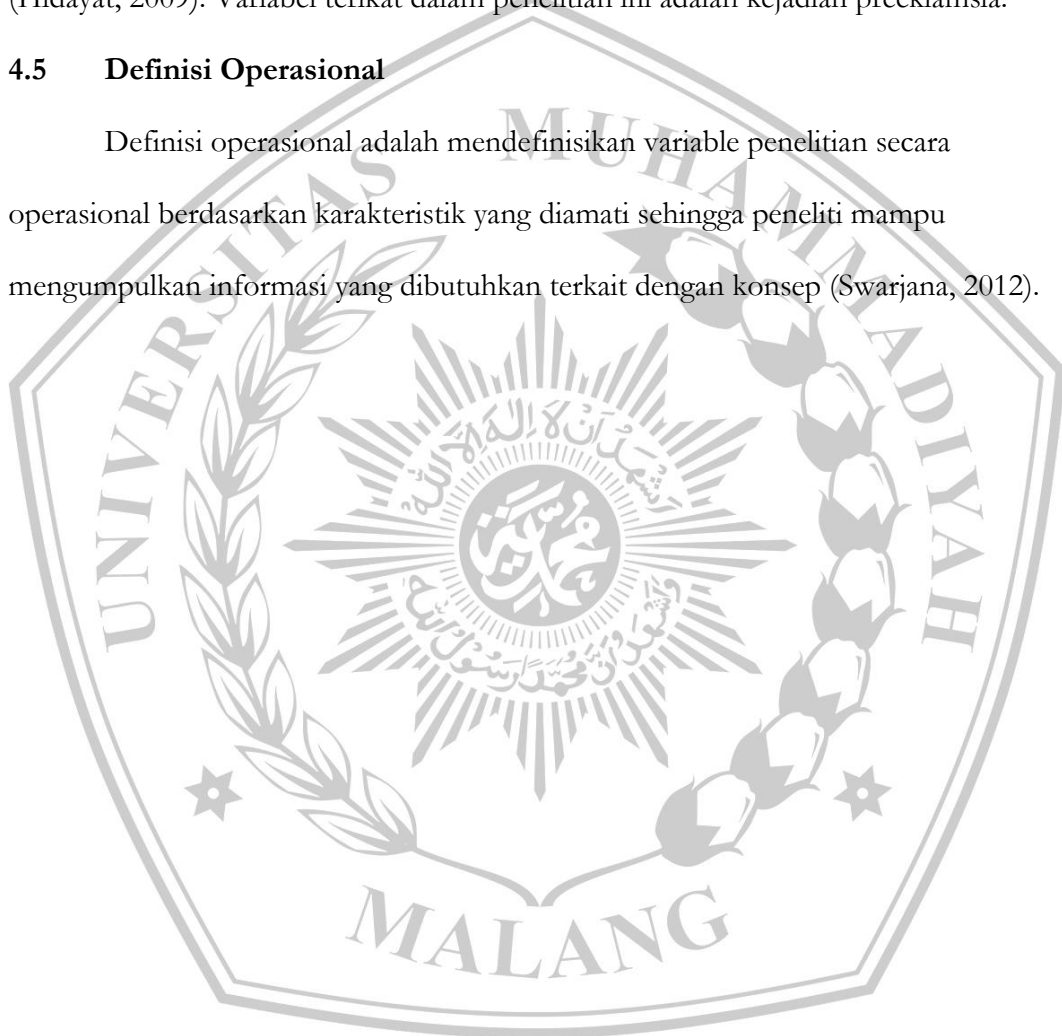 (Hidayat, 2009). Variabel terikat dalam penelitian ini adalah kejadian preeklamsia.
4.5 Definisi Operasional
Definisi operasional adalah mendefinisikan variable penelitian secara
operasional berdasarkan karakteristik yang diamati sehingga peneliti mampu
mengumpulkan informasi yang dibutuhkan terkait dengan konsep (Swarjana, 2012).
UNIVERSITAS MUHAMMADIYAH
MALANG